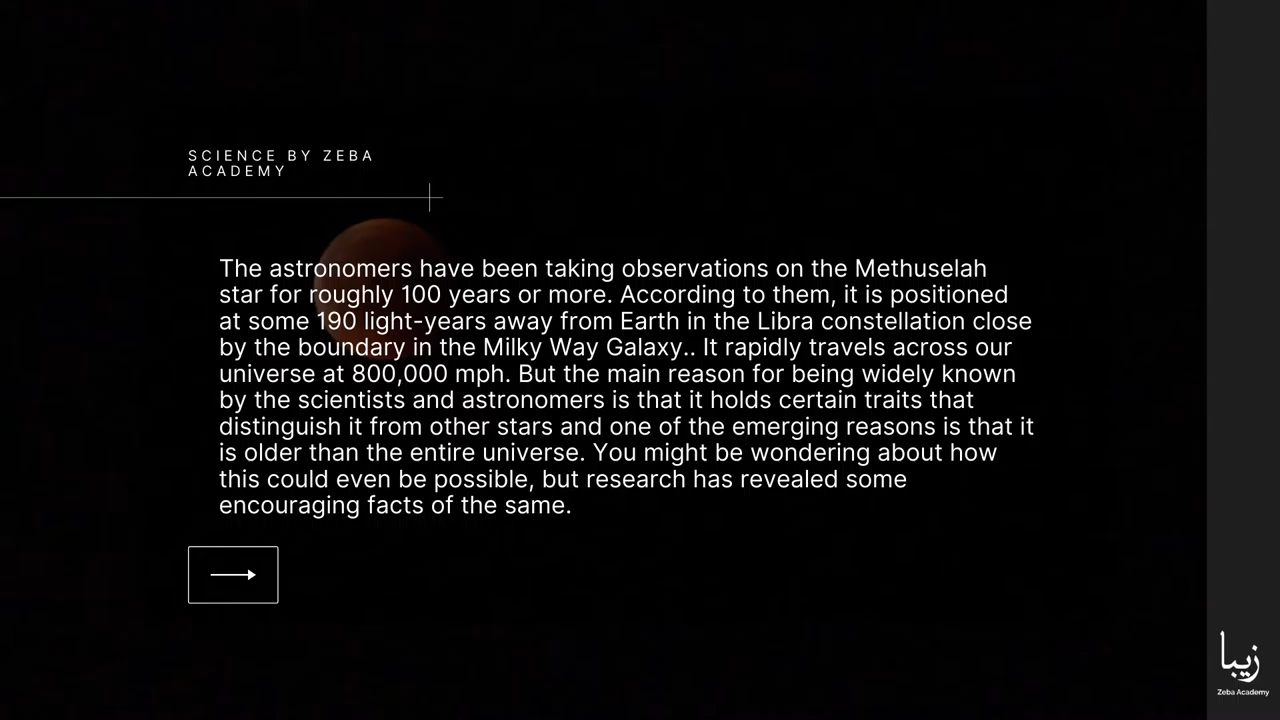 SCIENCE BY ZEBA
ACADEMY
The astronomers have been taking observations on the Methuselah
star for roughly 100 years or more. According to them, it is positioned
at some 190 light-years away from Earth in the Libra constellation close
by the boundary in the Milky Way Galaxy.. It rapidly travels across our
universe at 800,000 mph. But the main reason for being widely known
by the scientists and astronomers is that it holds certain traits that
distinguish it from other stars and one of the emerging reasons is that it
is older than the entire universe. You might be wondering about how
this could even be possible, but research has revealed some
encouraging facts of the same.
زيبا
Zeba Academy